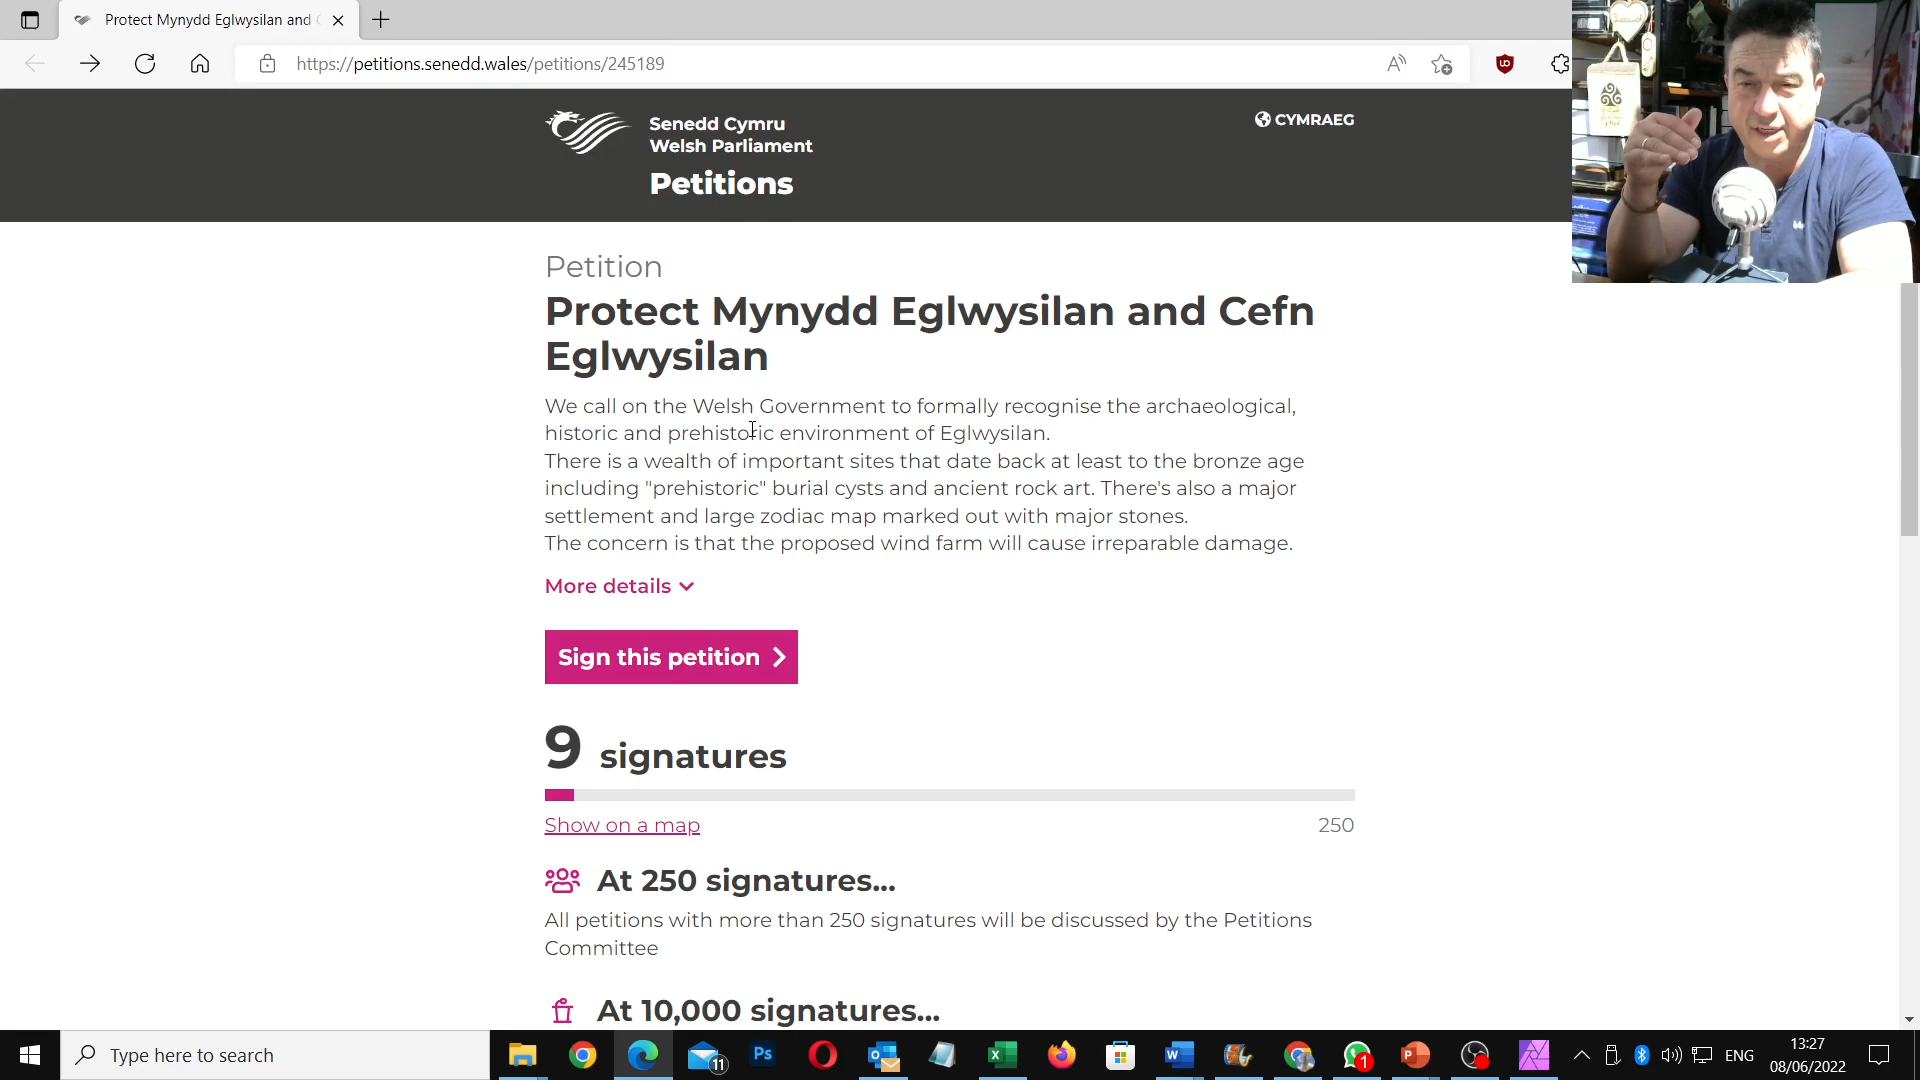 Protect Mynydd Eglwysilan and
https://petitions.senedd.wales/petitions/245189
Senedd Cymru
Welsh Parliament
Petitions
CYMRAEG
Petition
Protect Mynydd Eglwysilan and Cefn
Eglwysilan
We call on the Welsh Government to formally recognise the archaeological,
historic and prehistoric environment of Eglwysilan.
There is a wealth of important sites that date back at least to the bronze age
including "prehistoric" burial cysts and ancient rock art. There's also a major
settlement and large zodiac map marked out with major stones.
The concern is that the proposed wind farm will cause irreparable damage.
More details
Sign this petition
9 signatures
Show on a map
250
At 250 signatures...
All petitions with more than 250 signatures will be discussed by the Petitions
Committee
At 10,000 signatures...
Type here to search
11
Ps
1
ENG
13:27
08/06/2022